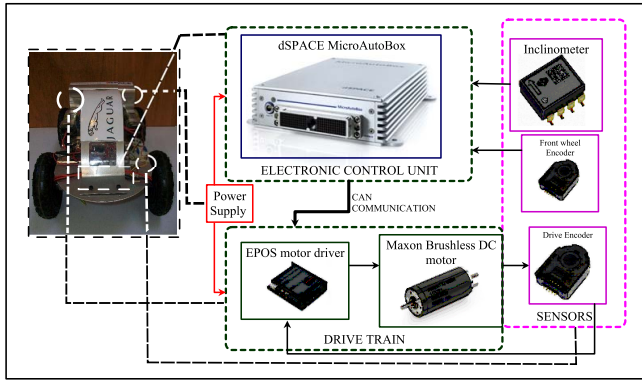 dSPACE MicroAutoBox
Inclinometer
JAGUAR
Front wheel
Encoder
ELECTRONIC CONTROL UNIT
Power
Supply
CAN
COMMUNICATION
EPOS motor driver
Maxon Brushless DC
motor
Drive Encoder
SENSORS
DRIVE TRAIN